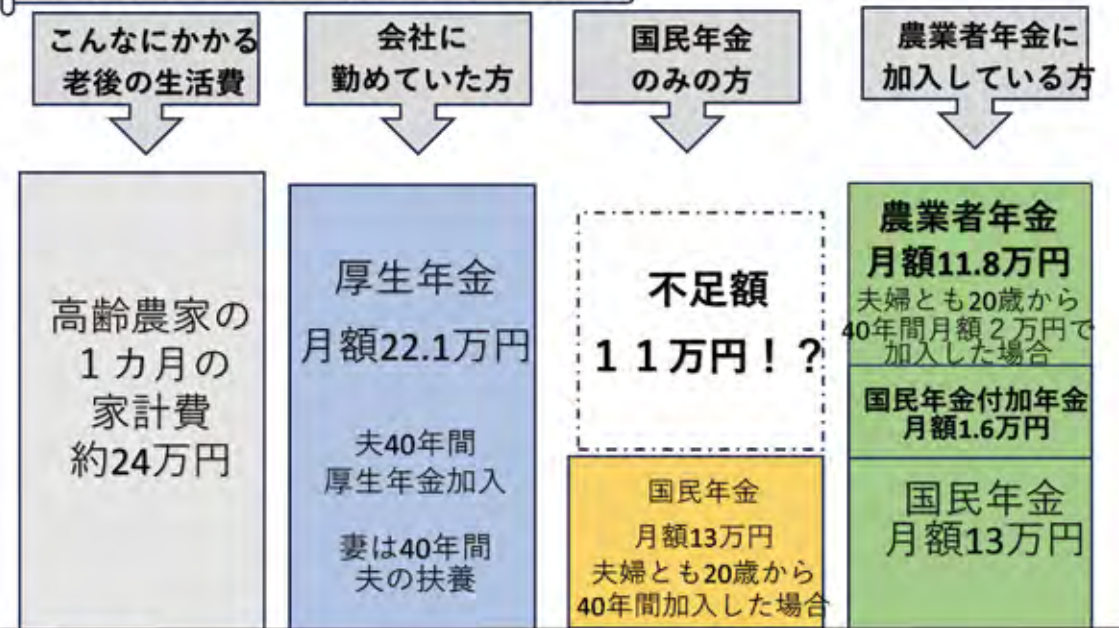 こんなにかかる
老後の生活費
会社に
勤めていた方
国民年金
のみの方
農業者年金に
加入している方
高齢農家の
１カ月の
家計費
約24万円
厚生年金
月額22.1万円
夫40年間
厚生年金加入
妻は40年間
夫の扶養
不足額
１１万円！？
国民年金
月額13万円
夫婦とも20歳から
40年間加入した場合
農業者年金
月額11.8万円
夫婦とも20歳から
40年間月額２万円で
加入した場合
国民年金付加年金
月額1.6万円
国民年金
月額13万円